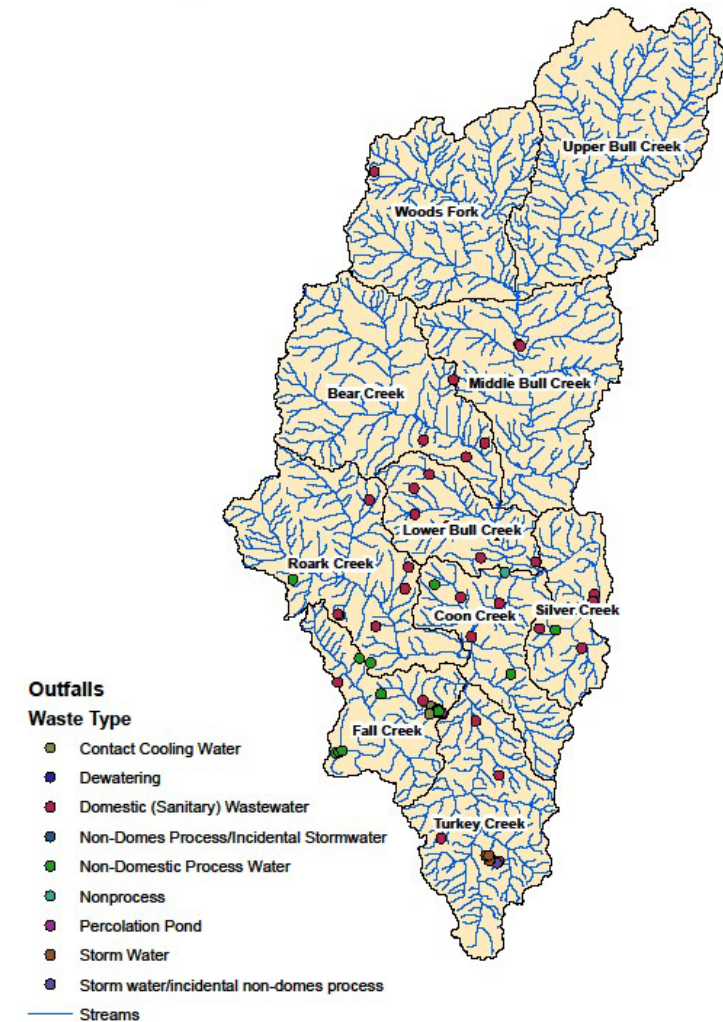 Upper Bull Creek
Woods Fork
Middle Bull Creek
Bear Creek
Lower Bull Creek
Roark Creek
Silver Creek
Coon Creek
Fall Creek
Turkey Creek
Outfalls
Waste Type
Contact Cooling Water
Dewatering
Domestic (Sanitary) Wastewater
Non-Domes Process/Incidental Stormwater
Non-Domestic Process Water
Nonprocess
Percolation Pond
Storm Water
Storm water/incidental non-domes process
Streams